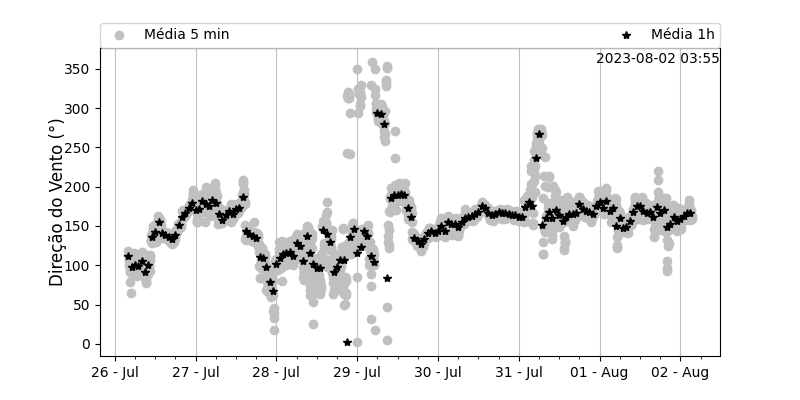 Média 5 min
Média 1h
2023-08-02 03:55
Direção do Vento (°)
350
300
250
200
150
100
50
0
26 - Jul
27 - Jul
28 - Jul
29 - Jul
30 - Jul
31 - Jul
01 - Aug
02 - Aug